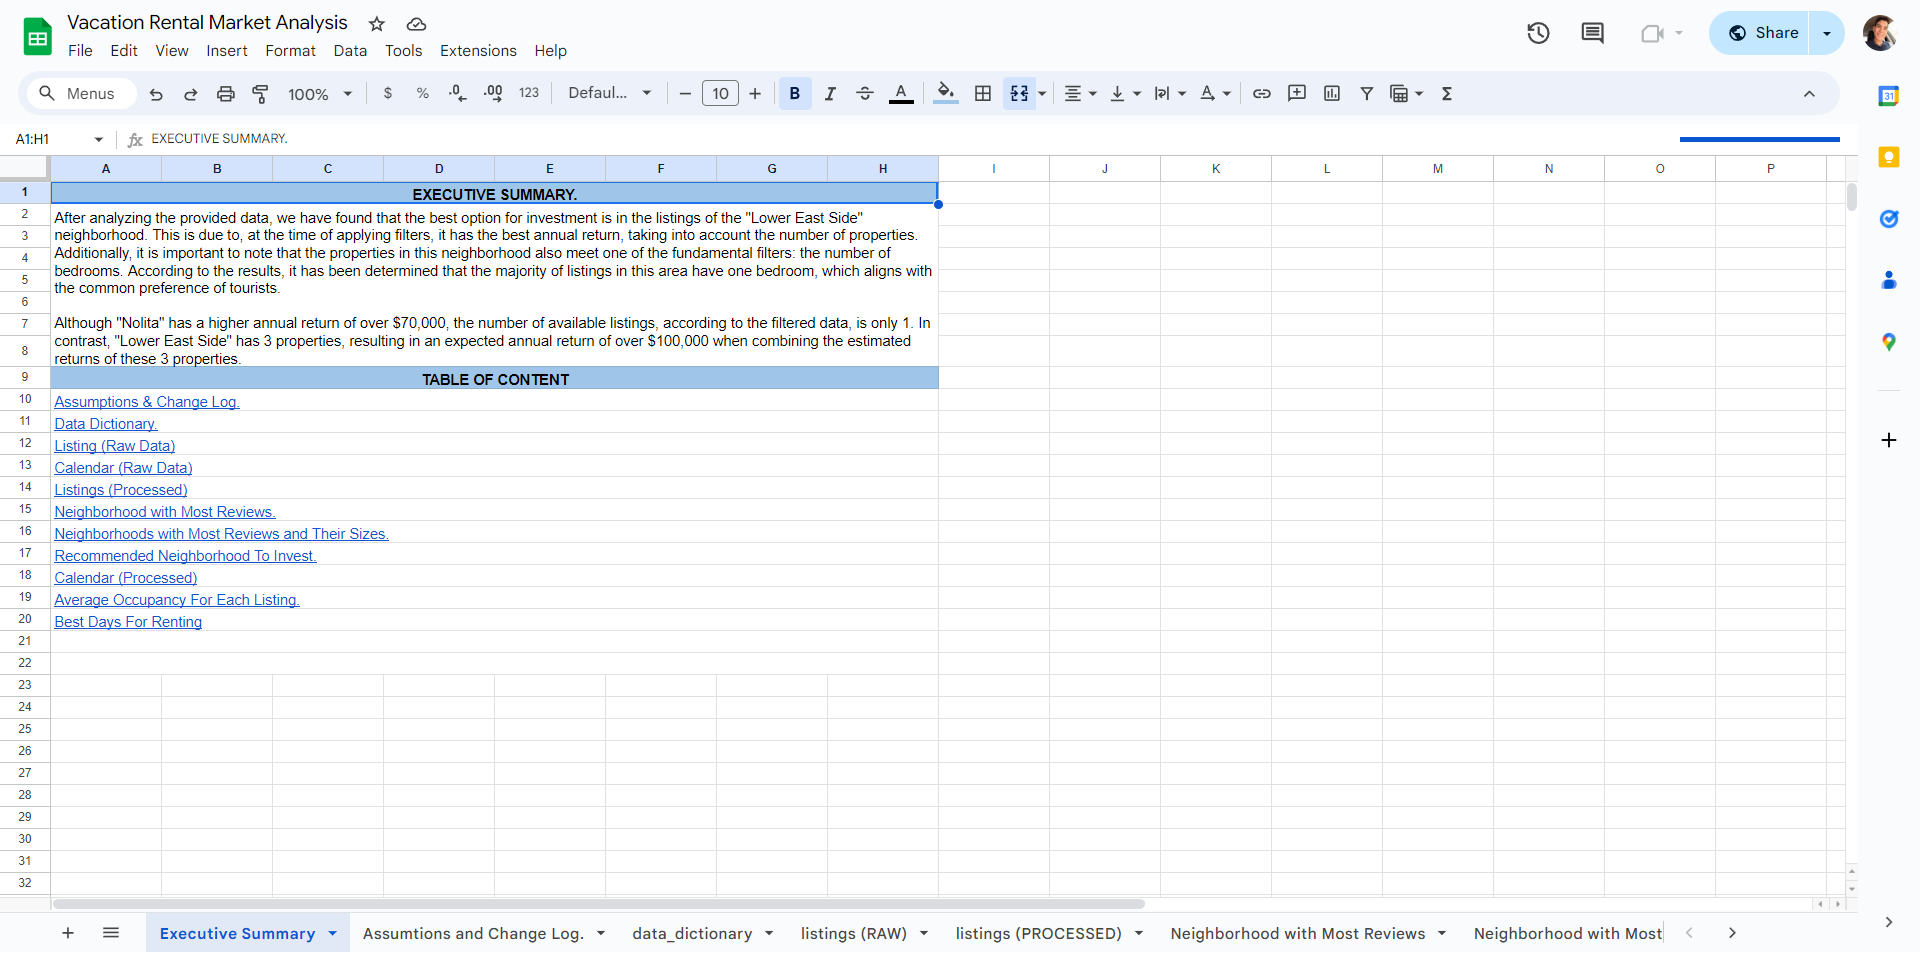 Vacation Rental Market Analysis
File Edit View Insert Format Data Tools Extensions Help
Share
Menus 100% $ % .0 .00 123 Defaul... 10 B I S A A Σ
31
A1:H1 fx EXECUTIVE SUMMARY.
A B C D E F G H I J K L M N O P
1 EXECUTIVE SUMMARY.
2 After analyzing the provided data, we have found that the best option for investment is in the listings of the "Lower East Side"
3 neighborhood. This is due to, at the time of applying filters, it has the best annual return, taking into account the number of properties.
4 Additionally, it is important to note that the properties in this neighborhood also meet one of the fundamental filters: the number of
5 bedrooms. According to the results, it has been determined that the majority of listings in this area have one bedroom, which aligns with
the common preference of tourists.
6
7 Although "Nolita" has a higher annual return of over $70,000, the number of available listings, according to the filtered data, is only 1. In
8 contrast, "Lower East Side" has 3 properties, resulting in an expected annual return of over $100,000 when combining the estimated
returns of these 3 properties.
9 TABLE OF CONTENT
10 Assumptions & Change Log.
11 Data Dictionary.
12 Listing (Raw Data)
13 Calendar (Raw Data)
14 Listings (Processed)
15 Neighborhood with Most Reviews.
16 Neighborhoods with Most Reviews and Their Sizes.
17 Recommended Neighborhood To Invest.
18 Calendar (Processed)
19 Average Occupancy For Each Listing.
20 Best Days For Renting
21
22
23
24
25
26
27
28
29
30
31
32
Executive Summary Assumtions and Change Log. data_dictionary listings (RAW) listings (PROCESSED) Neighborhood with Most Reviews Neighborhood with Most